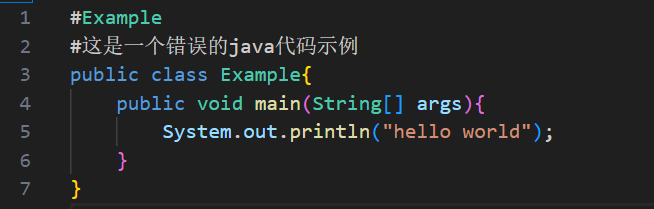 1 #Example
2 #这是一个错误的java代码示例
3 public class Example{
4     public void main(String[] args){
5         System.out.println("hello world");
6     }
7 }